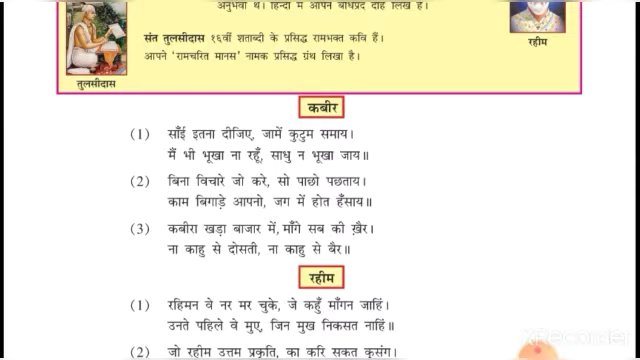 अनुभवी थे। हिन्दी में आपने बोधप्रद दोहे लिखे हैं।
संत तुलसीदास १६वीं शताब्दी के प्रसिद्ध रामभक्त कवि हैं।
आपने 'रामचरित मानस' नामक प्रसिद्ध ग्रंथ लिखा है।
रहीम
तुलसीदास
कबीर
(1) साँई इतना दीजिए, जामें कुटुम समाय।
मैं भी भूखा ना रहूँ, साधु न भूखा जाय॥
(2) बिना विचारे जो करे, सो पाछो पछताय।
काम बिगाड़े आपनो, जग में होत हँसाय॥
(3) कबीरा खड़ा बाजार में, माँगे सब की ख़ैर।
ना काहु से दोसती, ना काहु से बैर॥
रहीम
(1) रहिमन वे नर मर चुके, जे कहुँ माँगन जाहिं।
उनते पहिले वे मुए, जिन मुख निकसत नाहिं॥
(2) जो रहीम उत्तम प्रकृति, का करि सकत कुसंग।
XRecorder